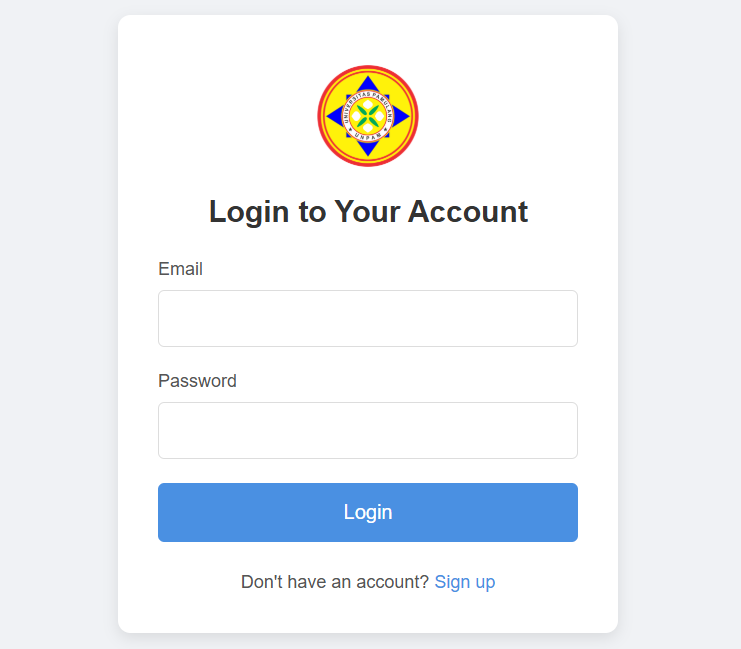 UNIVERSITAS PAMULANG
UNPAM
Login to Your Account
Email
Password
Login
Don't have an account? Sign up